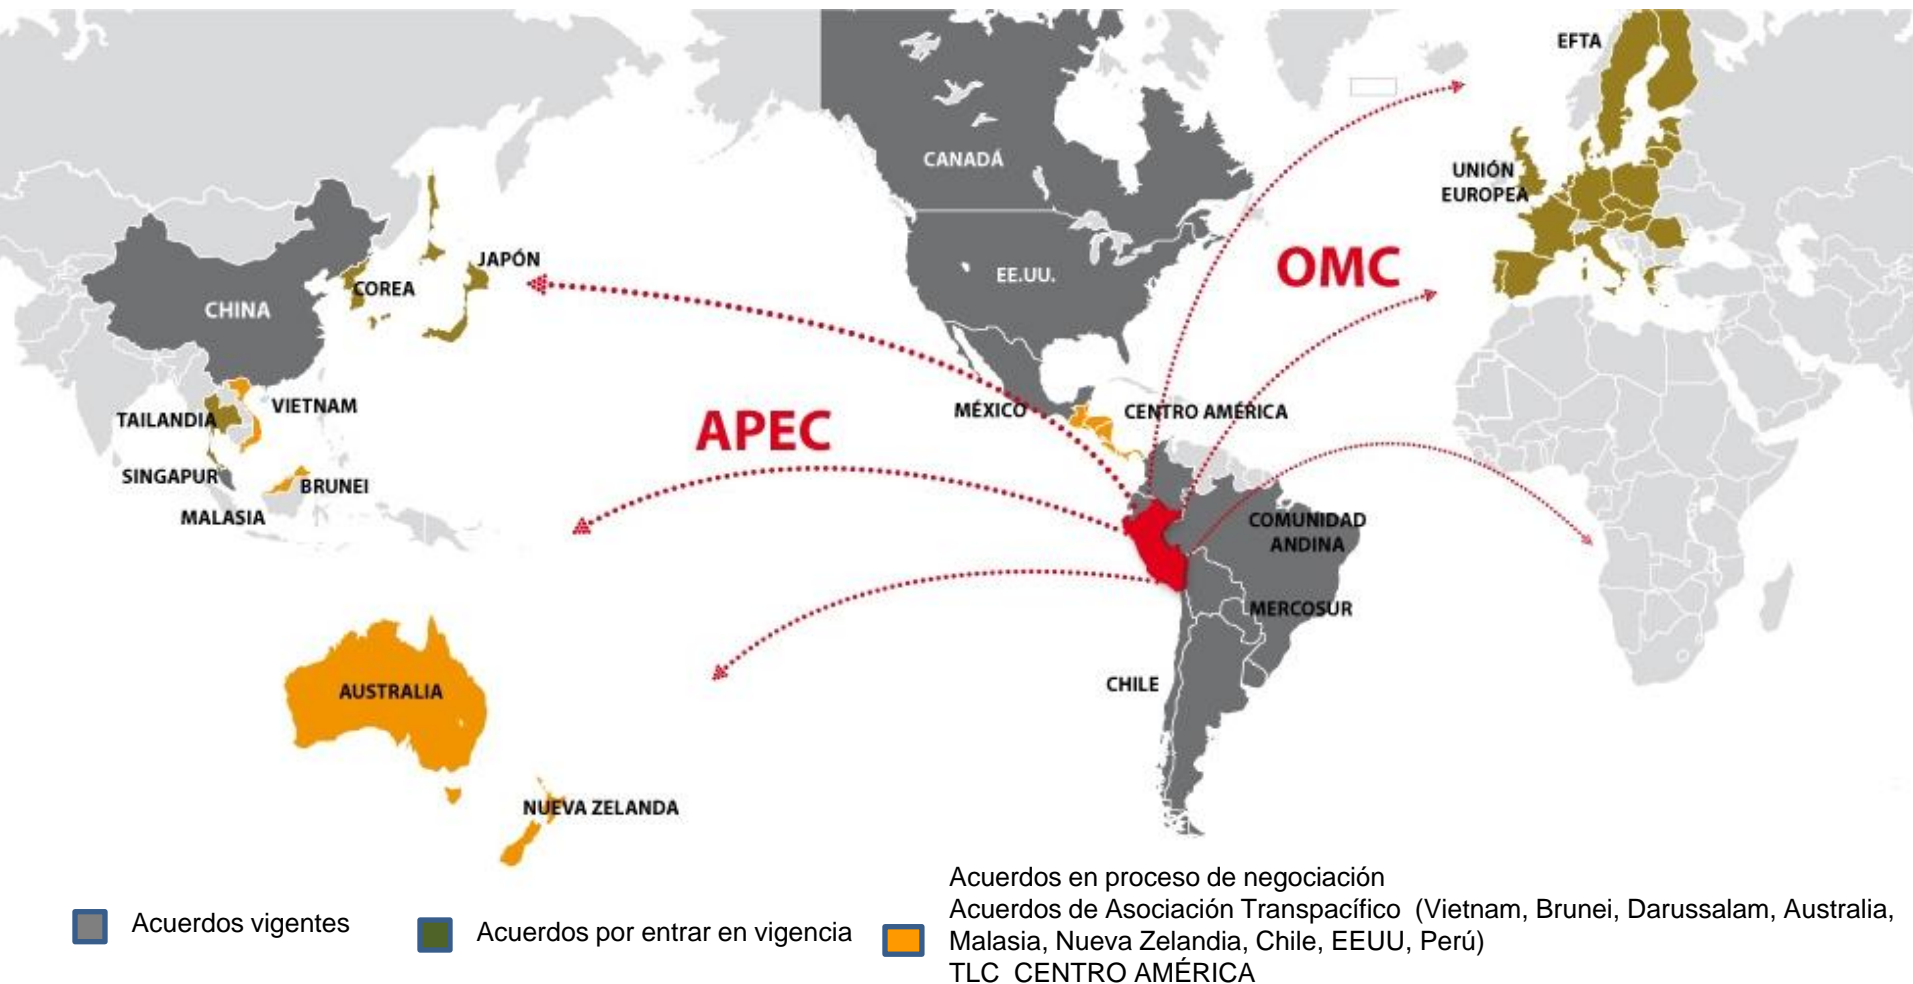 EFTA
CANADÁ
UNIÓN
EUROPEA
OMC
JAPÓN
EE.UU.
COREA
CHINA
VIETNAM
MÉXICO
CENTRO AMÉRICA
TAILANDIA
APEC
SINGAPUR
BRUNEI
MALASIA
COMUNIDAD
ANDINA
MERCOSUR
CHILE
AUSTRALIA
NUEVA ZELANDA
Acuerdos vigentes
Acuerdos por entrar en vigencia
Acuerdos en proceso de negociación
Acuerdos de Asociación Transpacífico (Vietnam, Brunei, Darussalam, Australia,
Malasia, Nueva Zelandia, Chile, EEUU, Perú)
TLC CENTRO AMÉRICA